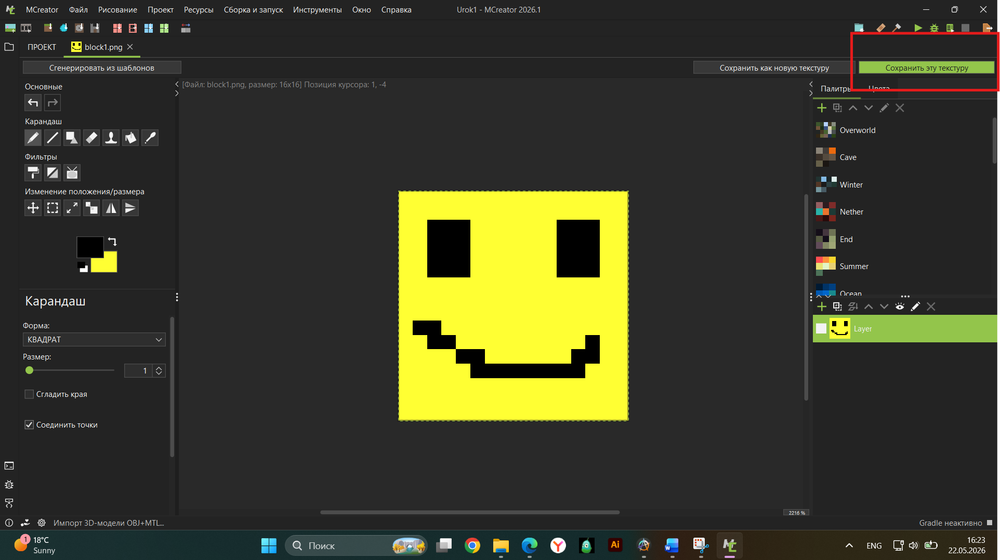 MCreator Файл Рисование Проект Ресурсы Сборка и запуск Инструменты Окно Справка Urok1 - MCreator 2026.1
ПРОЕКТ block1.png
Сгенерировать из шаблонов Сохранить как новую текстуру Сохранить эту текстуру
Основные [Файл: block1.png, размер: 16x16] Позиция курсора: 1, -4 Палитры Цвета
Карандаш
Overworld
Фильтры Cave
Winter
Изменение положения/размера
Nether
End
Summer
Ocean
Карандаш
Форма: Layer
КВАДРАТ
Размер:
1
Сгладить края
Соединить точки
2216 %
Импорт 3D-модели OBJ+MTL... Gradle неактивно
1 18°C
Sunny
Поиск
Ai
W
ENG
16:23
22.05.2026